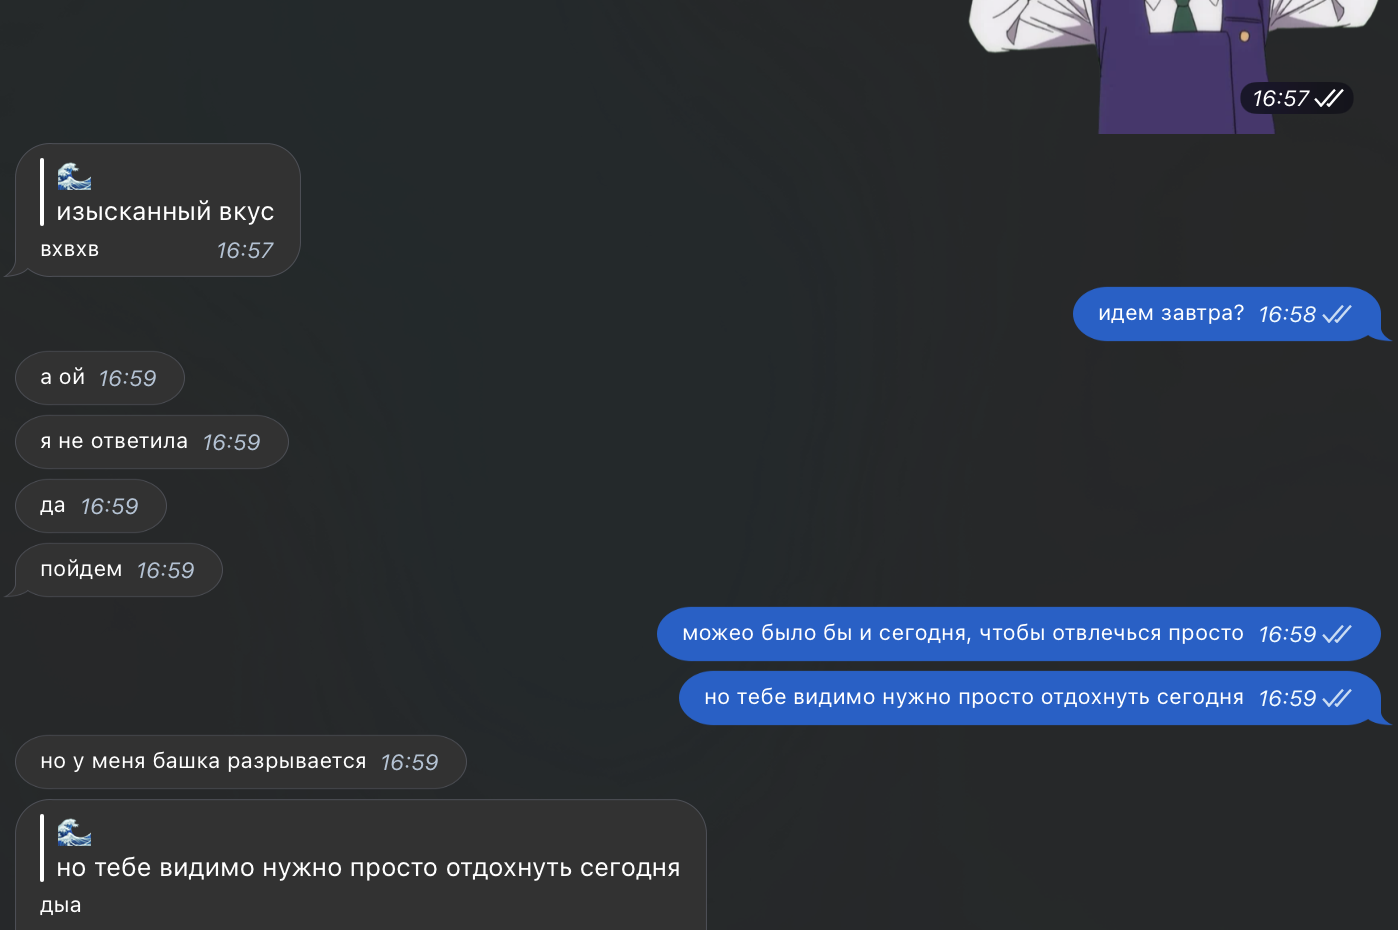 16:57
🌊
изысканный вкус
вхвхв 16:57
идем завтра? 16:58
а ой 16:59
я не ответила 16:59
да 16:59
пойдем 16:59
можео было бы и сегодня, чтобы отвлечься просто 16:59
но тебе видимо нужно просто отдохнуть сегодня 16:59
но у меня башка разрывается 16:59
🌊
но тебе видимо нужно просто отдохнуть сегодня
дыа